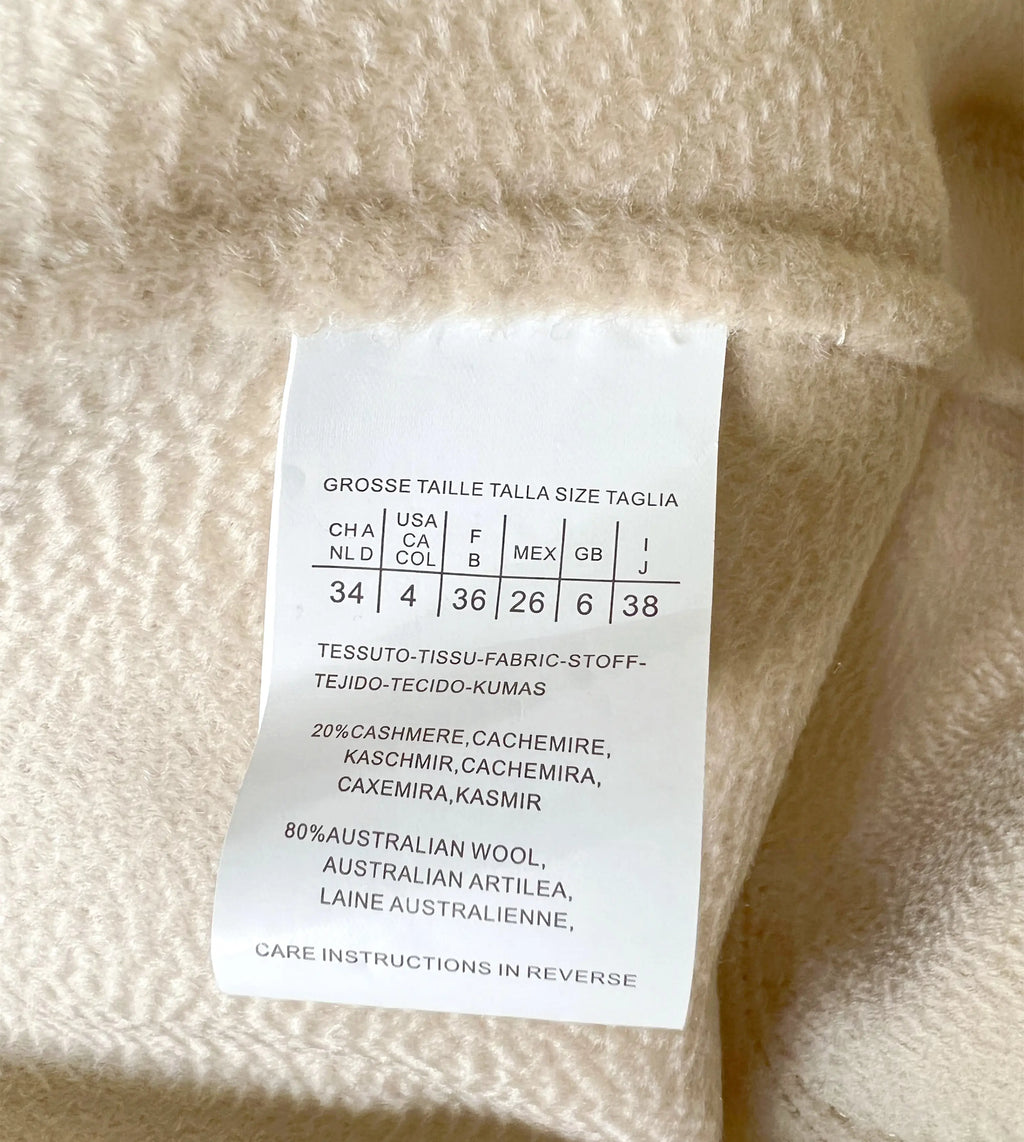 GROSSE TAILLE TALLA SIZE TAGLIA
CH A USA F MEX GB I
NL D CA B J
COL
34 4 36 26 6 38
TESSUTO-TISSU-FABRIC-STOFF-
TEJIDO-TECIDO-KUMAS
20%CASHMERE,CACHEMIRE,
KASCHMIR,CACHEMIRA,
CAXEMIRA,KASMIR
80%AUSTRALIAN WOOL,
AUSTRALIAN ARTILEA,
LAINE AUSTRALIENNE,
CARE INSTRUCTIONS IN REVERSE